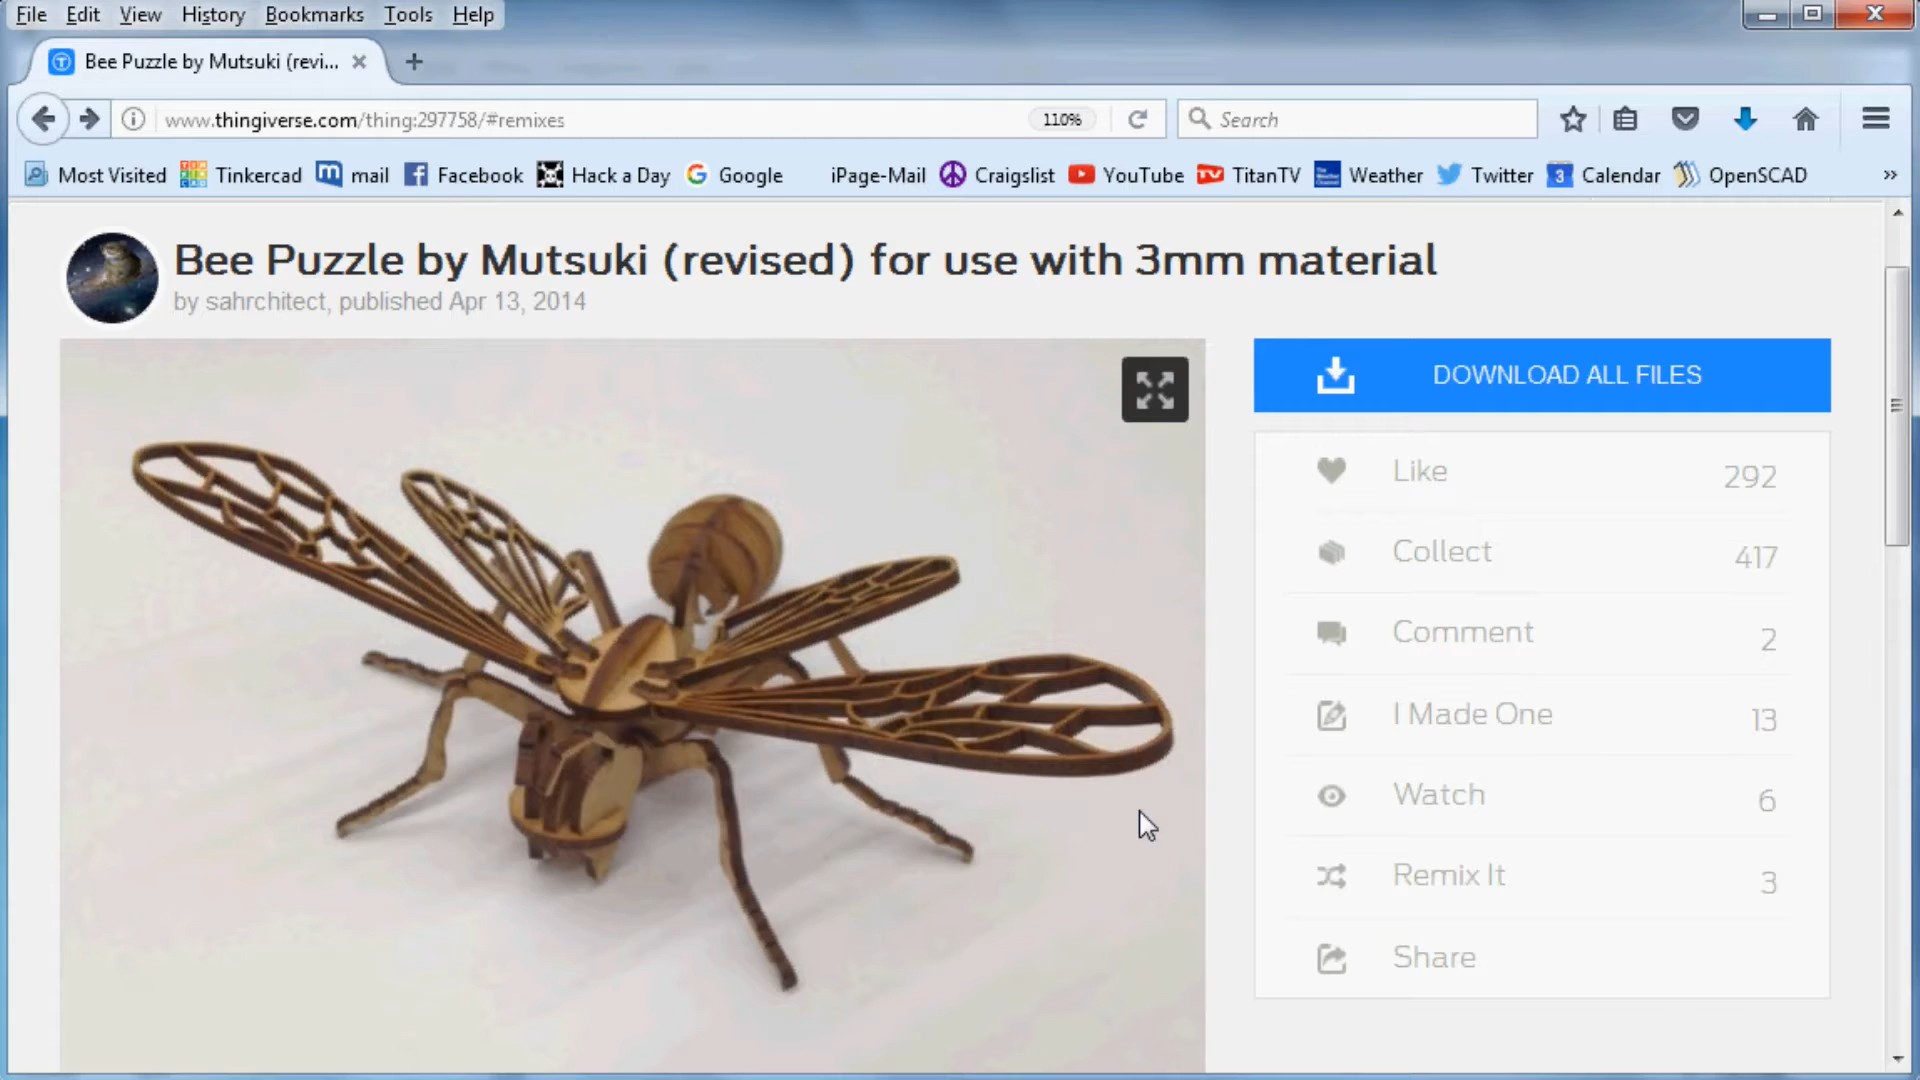 File Edit View History Bookmarks Tools Help
Bee Puzzle by Mutsuki (revi...
www.thingiverse.com/thing:297758/#remixes 110% Search
Most Visited Tinkercad mail Facebook Hack a Day Google iPage-Mail Craigslist YouTube TitanTV Weather Twitter 3 Calendar OpenSCAD »
Bee Puzzle by Mutsuki (revised) for use with 3mm material
by sahrchitect, published Apr 13, 2014
DOWNLOAD ALL FILES
Like 292
Collect 417
Comment 2
I Made One 13
Watch 6
Remix It 3
Share